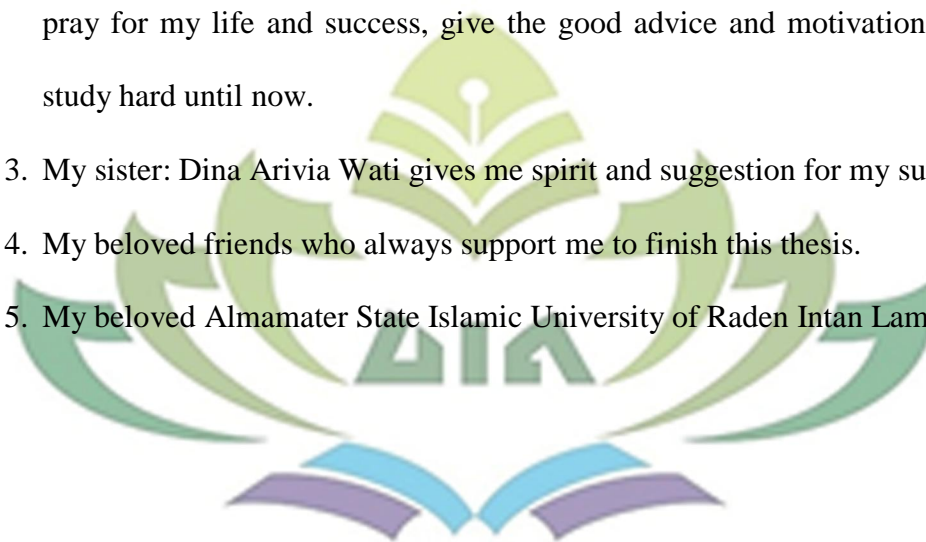 pray for my life and success, give the good advice and motivation
study hard until now.
3. My sister: Dina Arivia Wati gives me spirit and suggestion for my su
4. My beloved friends who always support me to finish this thesis.
5. My beloved Almamater State Islamic University of Raden Intan Lam